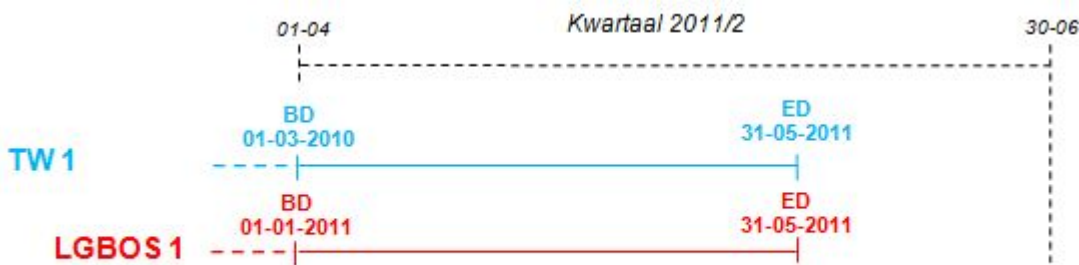 01-04 Kwartaal 2011/2 30-06
BD ED
01-03-2010 31-05-2011
TW 1
BD ED
01-01-2011 31-05-2011
LGBOS 1